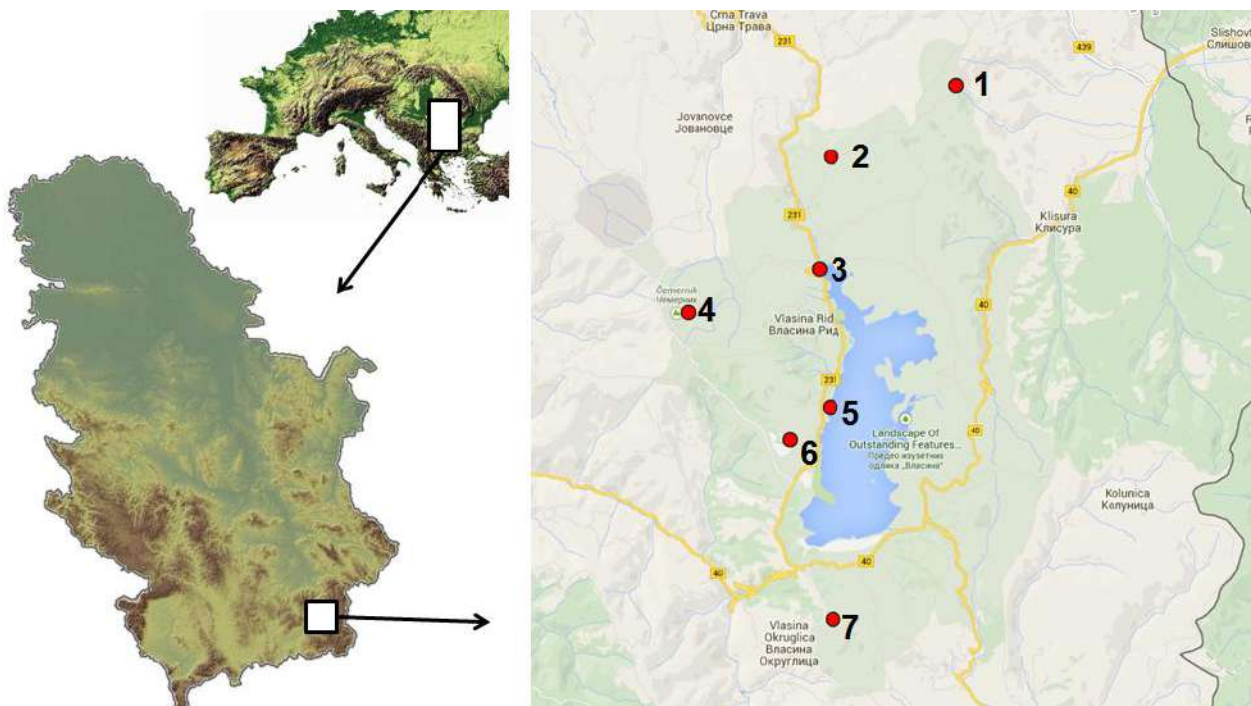 Crna Trava
Црна Трава
231
439
Slishovt
Слишов
1
Jovanovce
Јовановце
2
40
231
Klisura
Клисура
3
40
Čemernik
Чемерник
4
Vlasina Rid
Власина Рид
231
5
Landscape Of
Outstanding Features...
Предео изузетних
одлика „Власина“
40
6
Kolunica
Колуница
40
40
7
Vlasina
Okruglica
Власина
Округлица